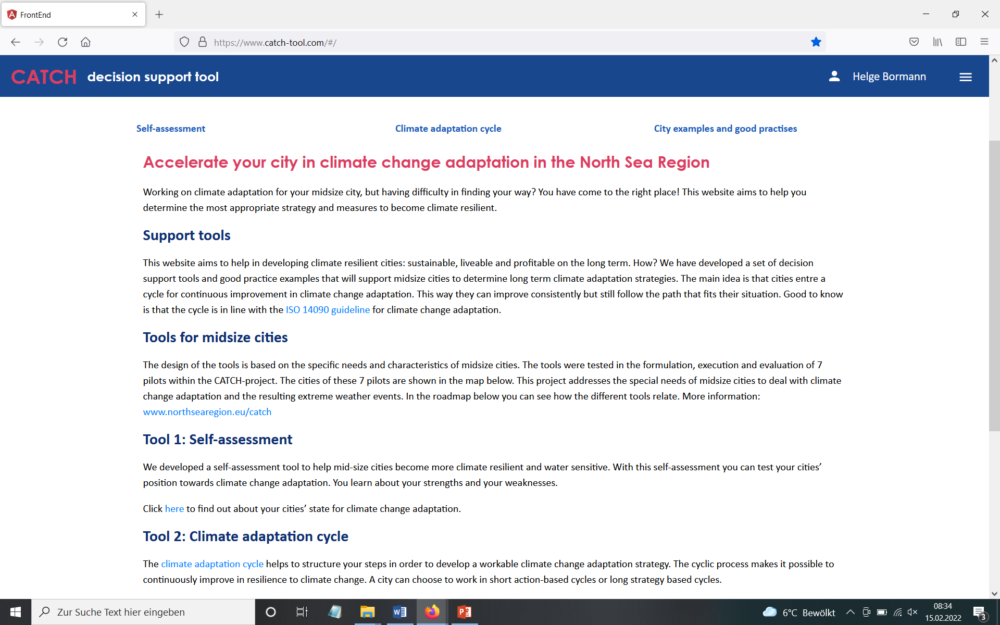 FrontEnd
https://www.catch-tool.com/#/
CATCH decision support tool
Helge Bormann
Self-assessment
Climate adaptation cycle
City examples and good practises
Accelerate your city in climate change adaptation in the North Sea Region
Working on climate adaptation for your midsize city, but having difficulty in finding your way? You have come to the right place! This website aims to help you
determine the most appropriate strategy and measures to become climate resilient.
Support tools
This website aims to help in developing climate resilient cities: sustainable, liveable and profitable on the long term. How? We have developed a set of decision
support tools and good practice examples that will support midsize cities to determine long term climate adaptation strategies. The main idea is that cities entre a
cycle for continuous improvement in climate change adaptation. This way they can improve consistently but still follow the path that fits their situation. Good to know
is that the cycle is in line with the ISO 14090 guideline for climate change adaptation.
Tools for midsize cities
The design of the tools is based on the specific needs and characteristics of midsize cities. The tools were tested in the formulation, execution and evaluation of 7
pilots within the CATCH-project. The cities of these 7 pilots are shown in the map below. This project addresses the special needs of midsize cities to deal with climate
change adaptation and the resulting extreme weather events. In the roadmap below you can see how the different tools relate. More information:
www.northsearegion.eu/catch
Tool 1: Self-assessment
We developed a self-assessment tool to help mid-size cities become more climate resilient and water sensitive. With this self-assessment you can test your cities’
position towards climate change adaptation. You learn about your strengths and your weaknesses.
Click here to find out about your cities’ state for climate change adaptation.
Tool 2: Climate adaptation cycle
The climate adaptation cycle helps to structure your steps in order to develop a workable climate change adaptation strategy. The cyclic process makes it possible to
continuously improve in resilience to climate change. A city can choose to work in short action-based cycles or long strategy based cycles.
Zur Suche Text hier eingeben
6°C Bewölkt
08:34
15.02.2022
3